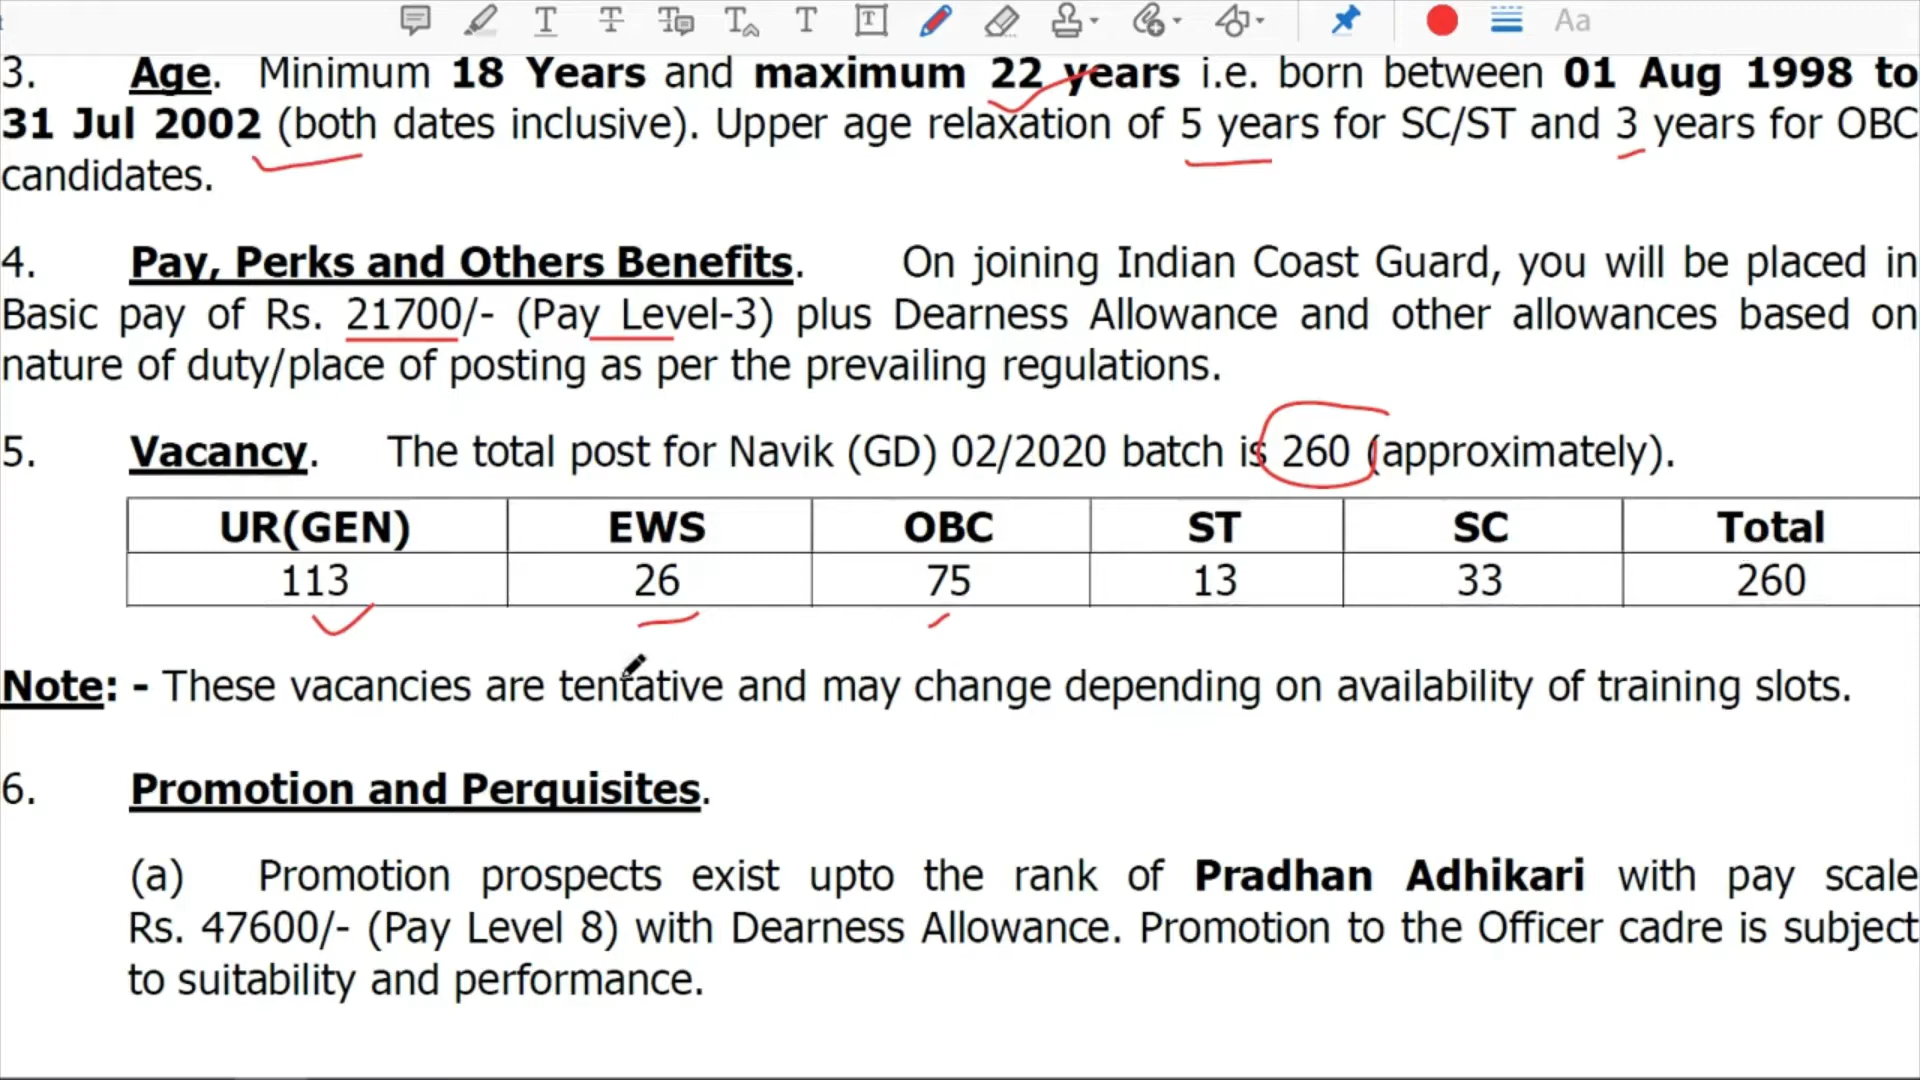 Aa
3. Age. Minimum 18 Years and maximum 22 years i.e. born between 01 Aug 1998 to
31 Jul 2002 (both dates inclusive). Upper age relaxation of 5 years for SC/ST and 3 years for OBC
candidates.
4. Pay, Perks and Others Benefits. On joining Indian Coast Guard, you will be placed in
Basic pay of Rs. 21700/- (Pay Level-3) plus Dearness Allowance and other allowances based on
nature of duty/place of posting as per the prevailing regulations.
5. Vacancy. The total post for Navik (GD) 02/2020 batch is 260 (approximately).
UR(GEN) EWS OBC ST SC Total
113 26 75 13 33 260
Note: - These vacancies are tentative and may change depending on availability of training slots.
6. Promotion and Perquisites.
(a) Promotion prospects exist upto the rank of Pradhan Adhikari with pay scale
Rs. 47600/- (Pay Level 8) with Dearness Allowance. Promotion to the Officer cadre is subject
to suitability and performance.